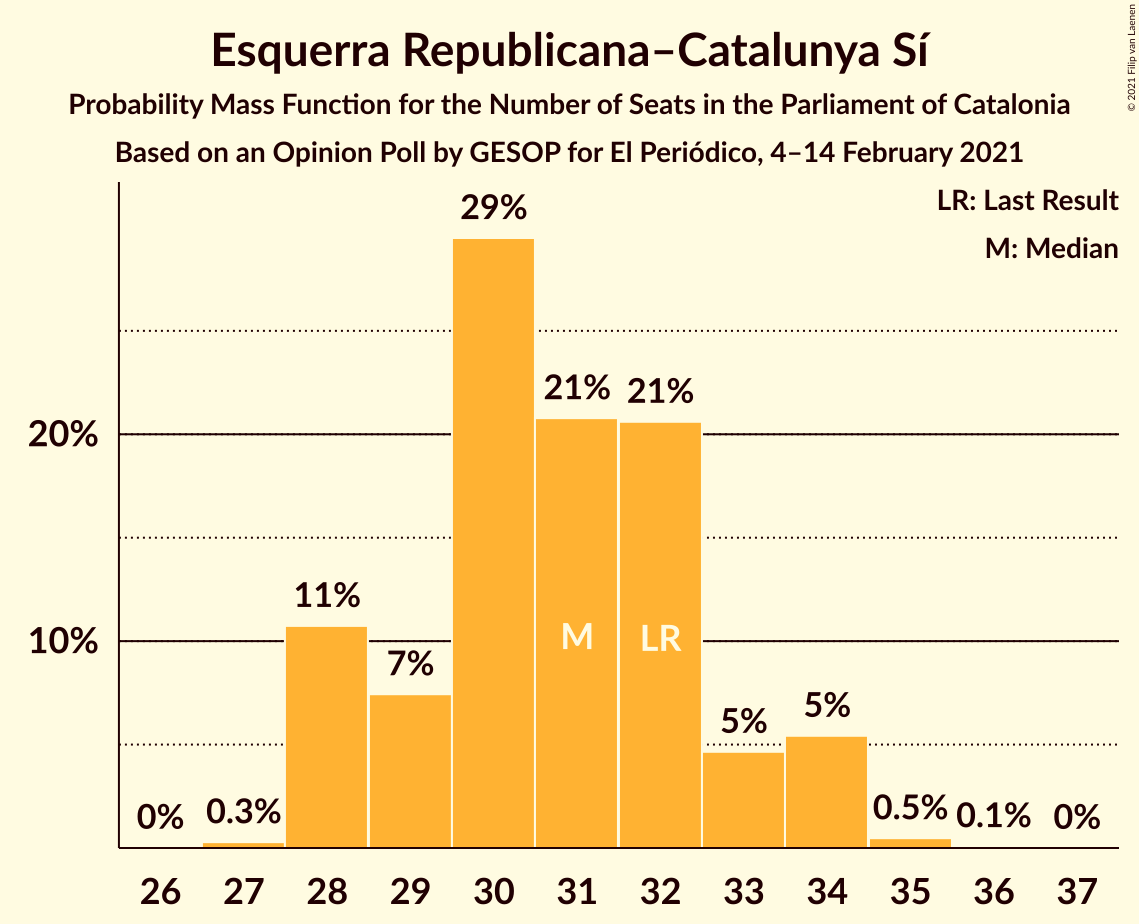 Esquerra Republicana–Catalunya Sí
Probability Mass Function for the Number of Seats in the Parliament of Catalonia
Based on an Opinion Poll by GESOP for El Periódico, 4–14 February 2021
© 2021 Filip van Laenen
LR: Last Result
M: Median
29%
21%
21%
20%
11%
10%
M
LR
7%
5%
5%
0%
0.3%
0.5%
0.1%
0%
26 27 28 29 30 31 32 33 34 35 36 37